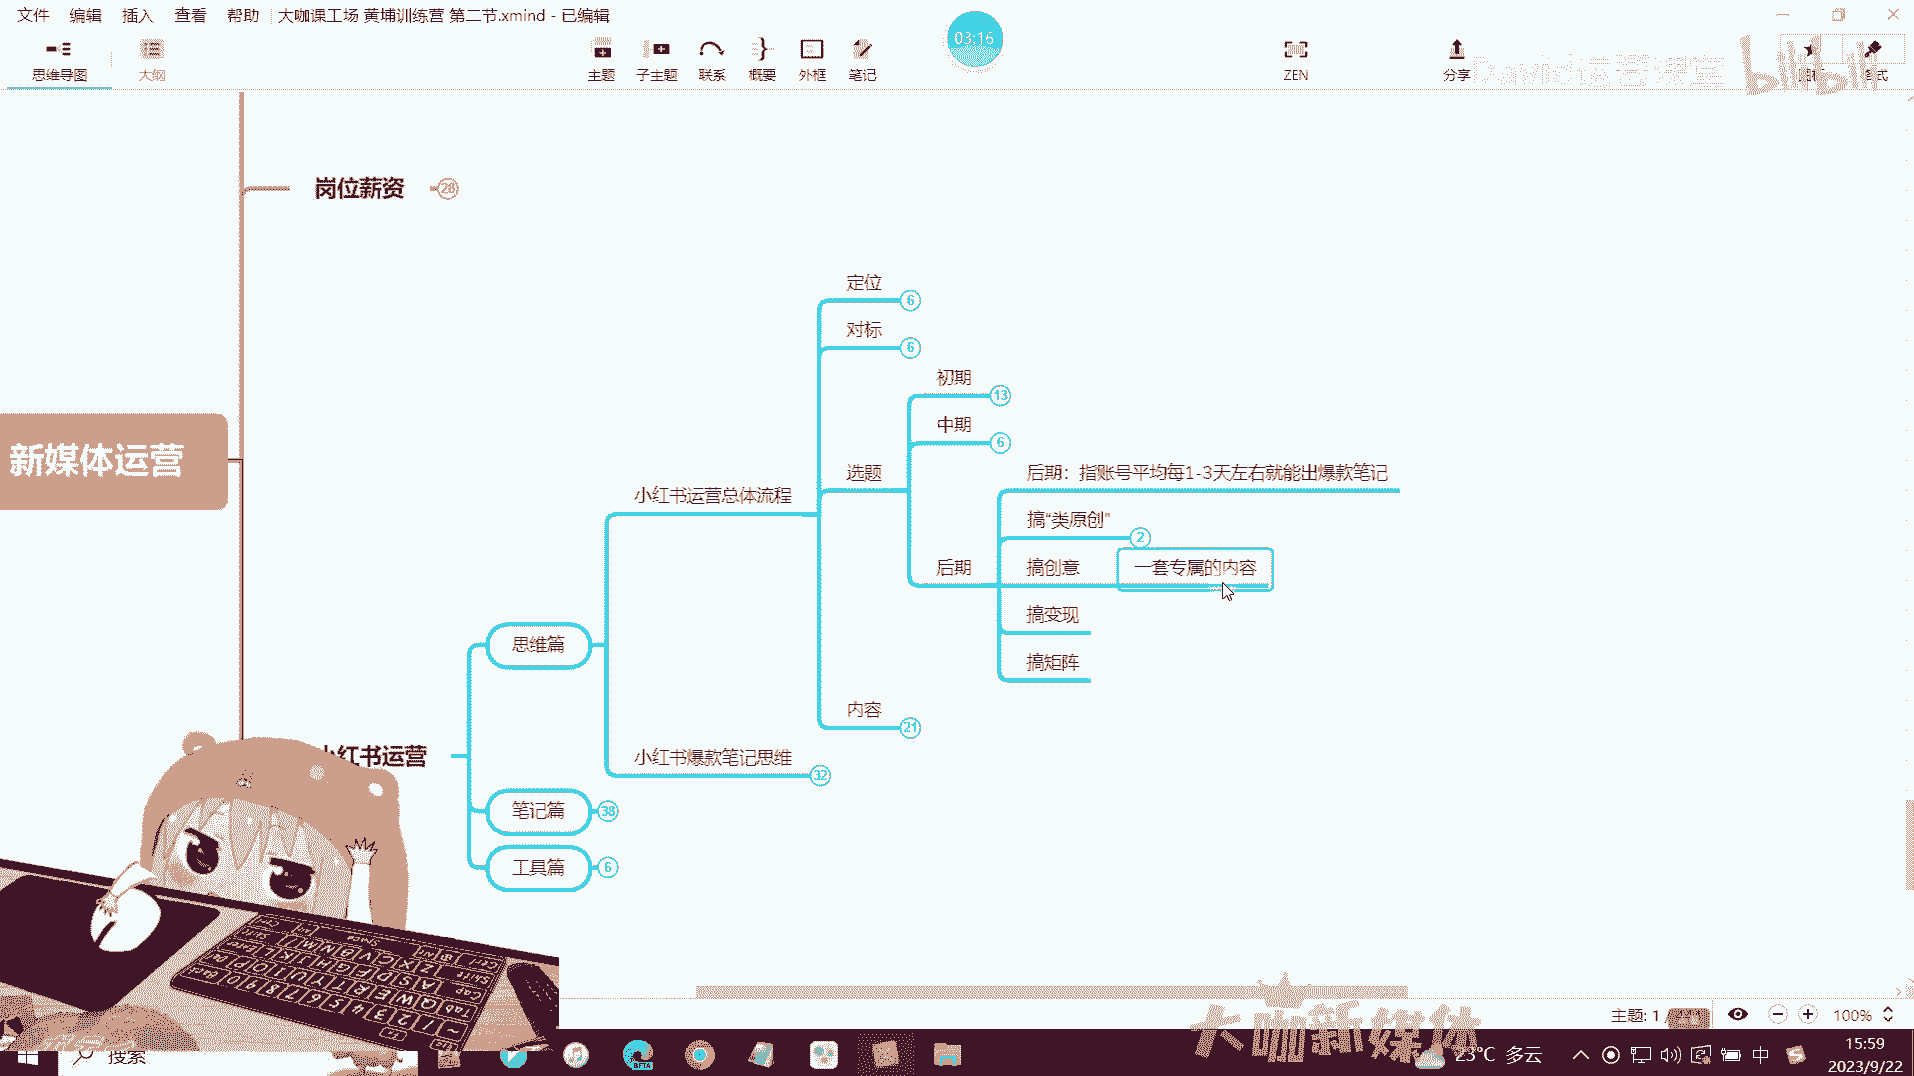 文件 编辑 插入 查看 帮助 大咖课工场 黄埔训练营 第二节.xmind - 已编辑
思维导图 大纲 主题 子主题 联系 概要 外框 笔记 03:15 ZEN 分享
bilibili
岗位薪资 28
定位 6
对标 6
初期 13
中期 6
选题
后期：指账号平均每1-3天左右就能出爆款笔记
搞“类原创” 2
后期
搞创意 一套专属的内容
搞变现
搞矩阵
新媒体运营
小红书运营总体流程
思维篇
内容 21
小红书运营
小红书爆款笔记思维 32
笔记篇 38
工具篇 6
主题: 1 /
100%
大咖新媒体
搜索
23°C 多云
中
15:59
2023/9/22